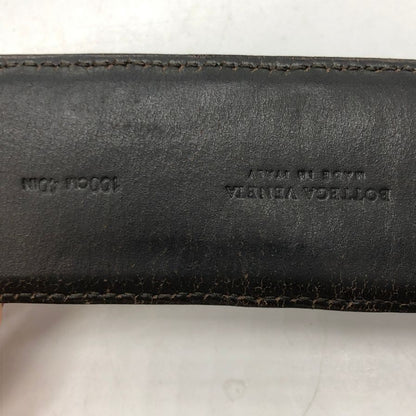 BOTTEGA VENETA
MADE IN ITALY
100CM 40IN